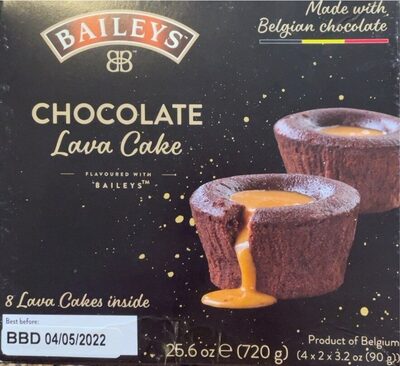 BAILEYS
Made with
Belgian chocolate
CHOCOLATE
Lava Cake
FLAVOURED WITH
BAILEYS™
8 Lava Cakes inside
Best before:
BBD 04/05/2022
25.6 oz ℮ (720 g)
Product of Belgium
(4 x 2 x 3.2 oz (90 g))